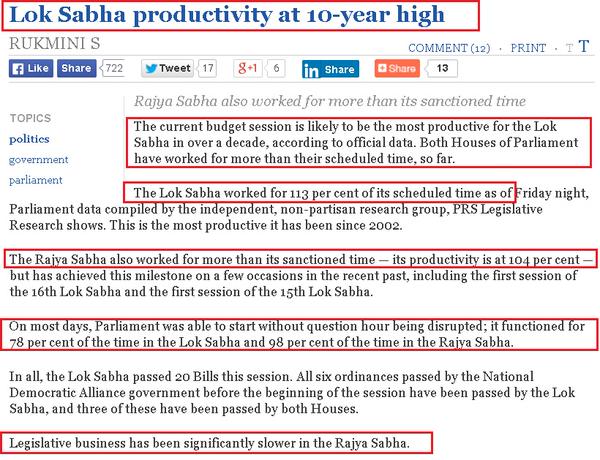 Lok Sabha productivity at 10-year high
RUKMINI S
COMMENT (12) · PRINT · T T
Like Share 722 Tweet 17 g+1 6 in Share Share 13
Rajya Sabha also worked for more than its sanctioned time
TOPICS
politics
government
parliament
The current budget session is likely to be the most productive for the Lok
Sabha in over a decade, according to official data. Both Houses of Parliament
have worked for more than their scheduled time, so far.
The Lok Sabha worked for 113 per cent of its scheduled time as of Friday night,
Parliament data compiled by the independent, non-partisan research group, PRS Legislative
Research shows. This is the most productive it has been since 2002.
The Rajya Sabha also worked for more than its sanctioned time — its productivity is at 104 per cent —
but has achieved this milestone on a few occasions in the recent past, including the first session of
the 16th Lok Sabha and the first session of the 15th Lok Sabha.
On most days, Parliament was able to start without question hour being disrupted; it functioned for
78 per cent of the time in the Lok Sabha and 98 per cent of the time in the Rajya Sabha.
In all, the Lok Sabha passed 20 Bills this session. All six ordinances passed by the National
Democratic Alliance government before the beginning of the session have been passed by the Lok
Sabha, and three of these have been passed by both Houses.
Legislative business has been significantly slower in the Rajya Sabha.